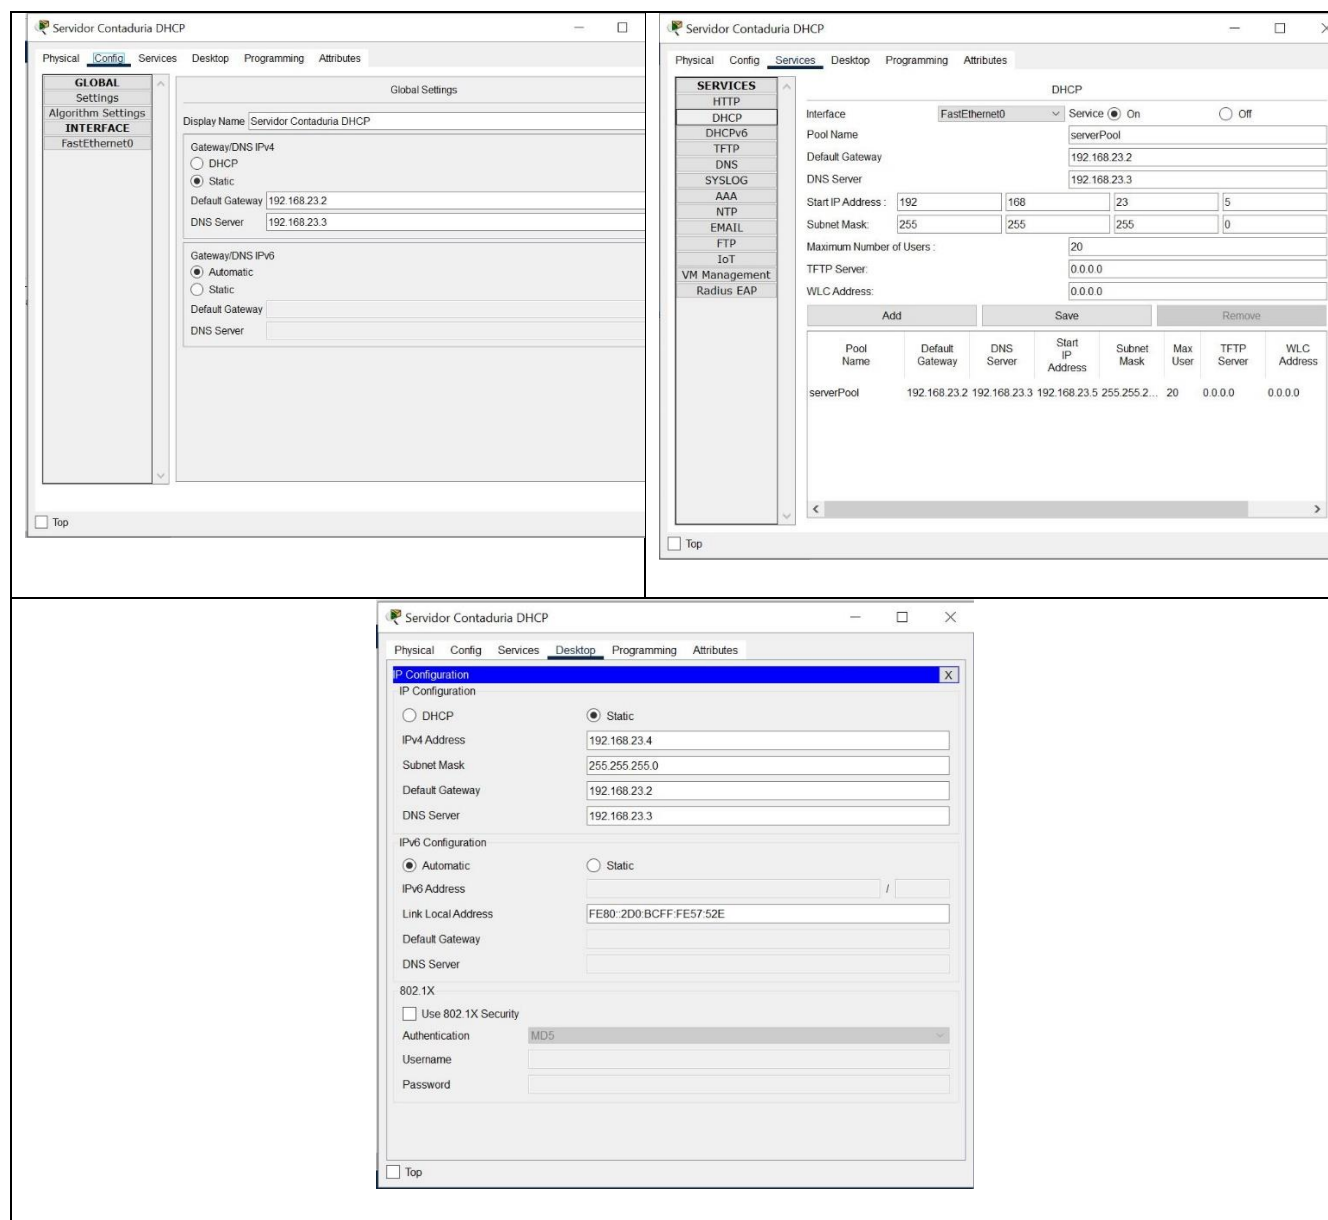 Servidor Contaduria DHCP
Physical Config Services Desktop Programming Attributes
GLOBAL
Settings
Algorithm Settings
INTERFACE
FastEthernet0
Global Settings
Display Name Servidor Contaduria DHCP
Gateway/DNS IPv4
DHCP
Static
Default Gateway 192.168.23.2
DNS Server 192.168.23.3
Gateway/DNS IPv6
Automatic
Static
Default Gateway
DNS Server
Top
Servidor Contaduria DHCP
Physical Config Services Desktop Programming Attributes
SERVICES
HTTP
DHCP
DHCPv6
TFTP
DNS
SYSLOG
AAA
NTP
EMAIL
FTP
IoT
VM Management
Radius EAP
DHCP
Interface FastEthernet0 Service On Off
Pool Name serverPool
Default Gateway 192.168.23.2
DNS Server 192.168.23.3
Start IP Address : 192 168 23 5
Subnet Mask: 255 255 255 0
Maximum Number of Users : 20
TFTP Server: 0.0.0.0
WLC Address: 0.0.0.0
Add Save Remove
Pool Name Default Gateway DNS Server Start IP Address Subnet Mask Max User TFTP Server WLC Address
serverPool 192.168.23.2 192.168.23.3 192.168.23.5 255.255.2... 20 0.0.0.0 0.0.0.0
Top
Servidor Contaduria DHCP
Physical Config Services Desktop Programming Attributes
IP Configuration X
IP Configuration
DHCP Static
IPv4 Address 192.168.23.4
Subnet Mask 255.255.255.0
Default Gateway 192.168.23.2
DNS Server 192.168.23.3
IPv6 Configuration
Automatic Static
IPv6 Address /
Link Local Address FE80::2D0:BCFF:FE57:52E
Default Gateway
DNS Server
802.1X
Use 802.1X Security
Authentication MD5
Username
Password
Top